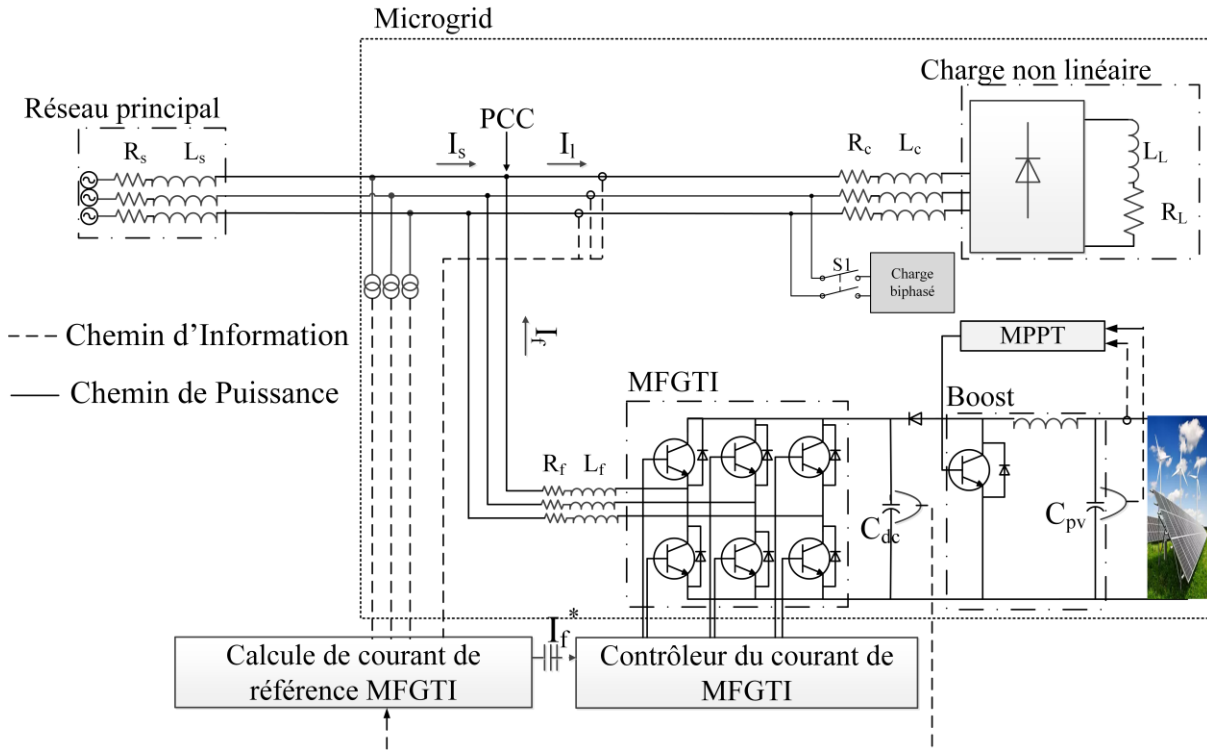 Microgrid
Réseau principal
Charge non linéaire
PCC
Rs Ls
Is
Il
Rc Lc
LL
RL
S1
Charge
biphasé
If
Chemin d'Information
Chemin de Puissance
MPPT
MFGTI
Boost
Rf Lf
Cdc
Cpv
If*
Calcule de courant de
référence MFGTI
Contrôleur du courant de
MFGTI